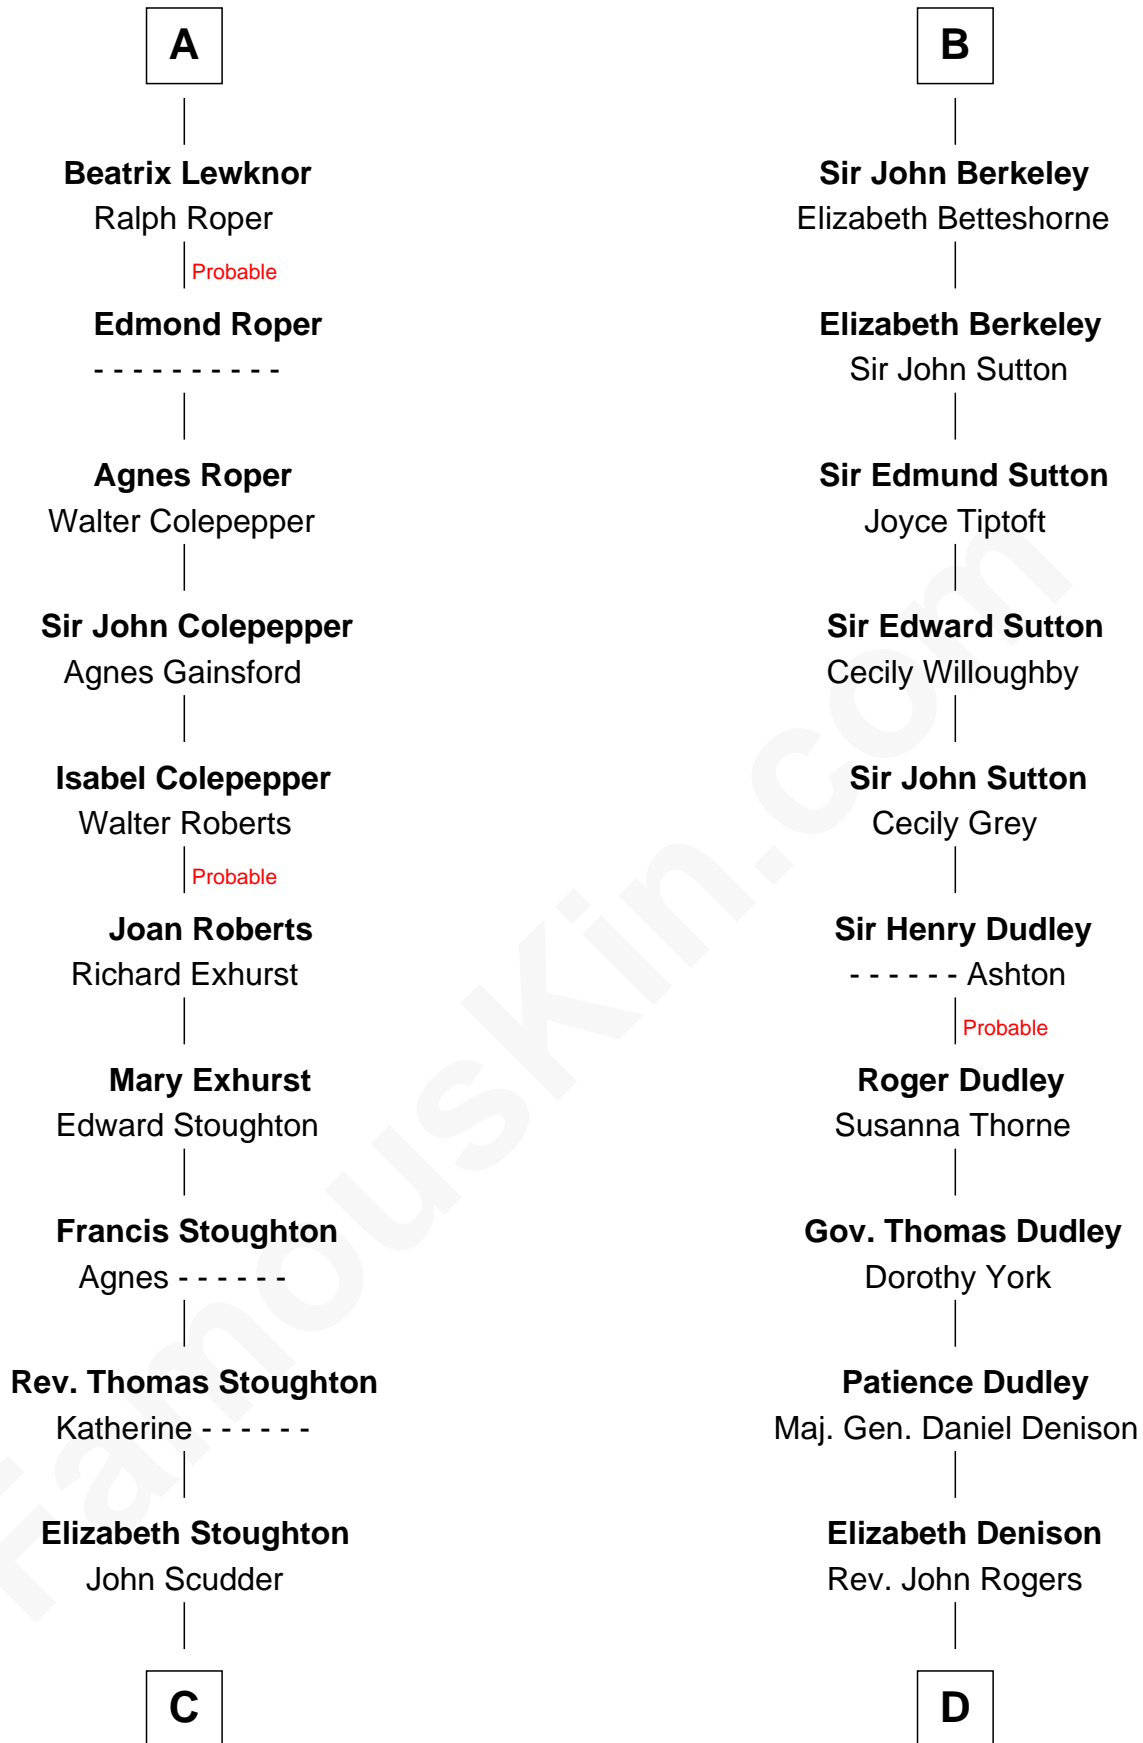 A
Beatrix Lewknor
Ralph Roper
Probable
Edmond Roper
- - - - - - - - - -
Agnes Roper
Walter Colepepper
Sir John Colepepper
Agnes Gainsford
Isabel Colepepper
Walter Roberts
Probable
Joan Roberts
Richard Exhurst
Mary Exhurst
Edward Stoughton
Francis Stoughton
Agnes - - - - - -
Rev. Thomas Stoughton
Katherine - - - - - -
Elizabeth Stoughton
John Scudder
C
B
Sir John Berkeley
Elizabeth Betteshorne
Elizabeth Berkeley
Sir John Sutton
Sir Edmund Sutton
Joyce Tiptoft
Sir Edward Sutton
Cecily Willoughby
Sir John Sutton
Cecily Grey
Sir Henry Dudley
- - - - - - Ashton
Probable
Roger Dudley
Susanna Thorne
Gov. Thomas Dudley
Dorothy York
Patience Dudley
Maj. Gen. Daniel Denison
Elizabeth Denison
Rev. John Rogers
D
FamousKin.com